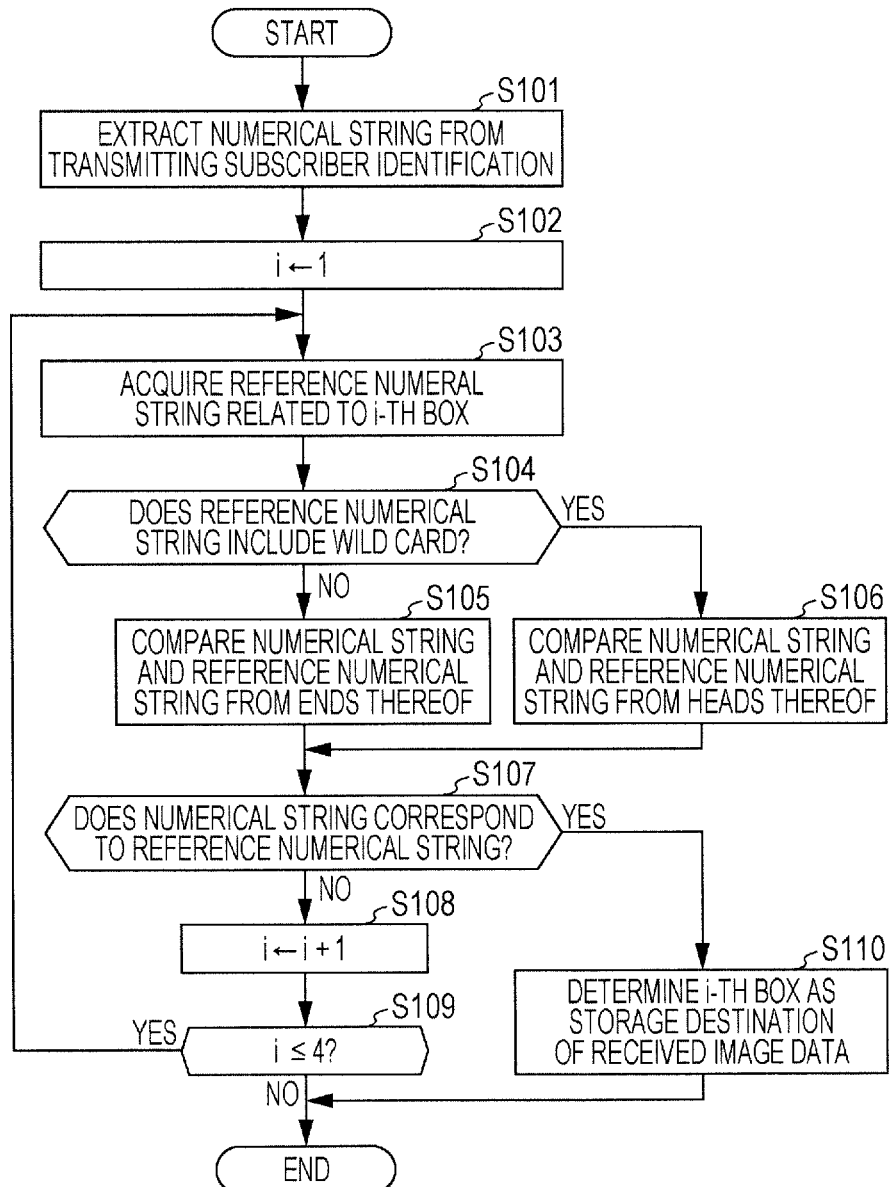 START
S101
EXTRACT NUMERICAL STRING FROM
TRANSMITTING SUBSCRIBER IDENTIFICATION
S102
i ← 1
S103
ACQUIRE REFERENCE NUMERAL
STRING RELATED TO i-TH BOX
S104
DOES REFERENCE NUMERICAL
STRING INCLUDE WILD CARD?
YES
NO
S105
COMPARE NUMERICAL STRING
AND REFERENCE NUMERICAL
STRING FROM ENDS THEREOF
S106
COMPARE NUMERICAL STRING
AND REFERENCE NUMERICAL
STRING FROM HEADS THEREOF
S107
DOES NUMERICAL STRING CORRESPOND
TO REFERENCE NUMERICAL STRING?
YES
NO
S108
i ← i + 1
S109
YES
i ≤ 4?
NO
S110
DETERMINE i-TH BOX AS
STORAGE DESTINATION
OF RECEIVED IMAGE DATA
END